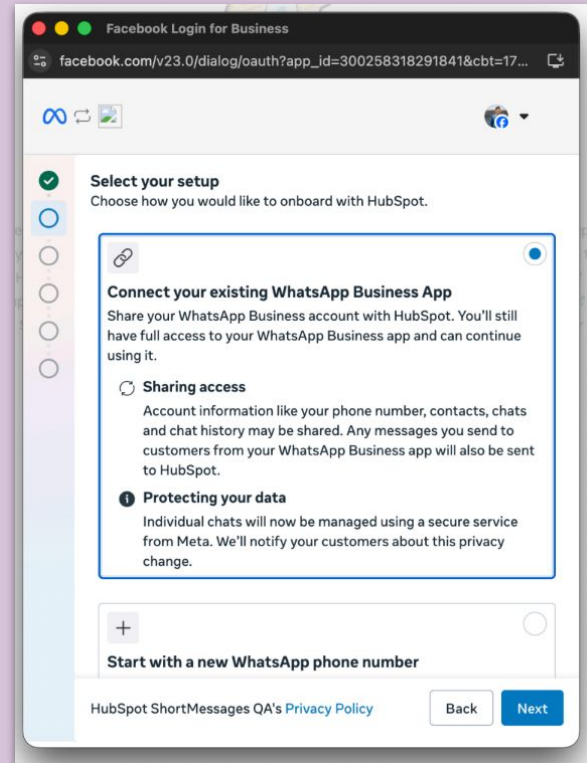 Facebook Login for Business
facebook.com/v23.0/dialog/oauth?app_id=300258318291841&cbt=17...
Select your setup
Choose how you would like to onboard with HubSpot.
Connect your existing WhatsApp Business App
Share your WhatsApp Business account with HubSpot. You'll still
have full access to your WhatsApp Business app and can continue
using it.
Sharing access
Account information like your phone number, contacts, chats
and chat history may be shared. Any messages you send to
customers from your WhatsApp Business app will also be sent
to HubSpot.
Protecting your data
Individual chats will now be managed using a secure service
from Meta. We'll notify your customers about this privacy
change.
Start with a new WhatsApp phone number
HubSpot ShortMessages QA's Privacy Policy
Back
Next